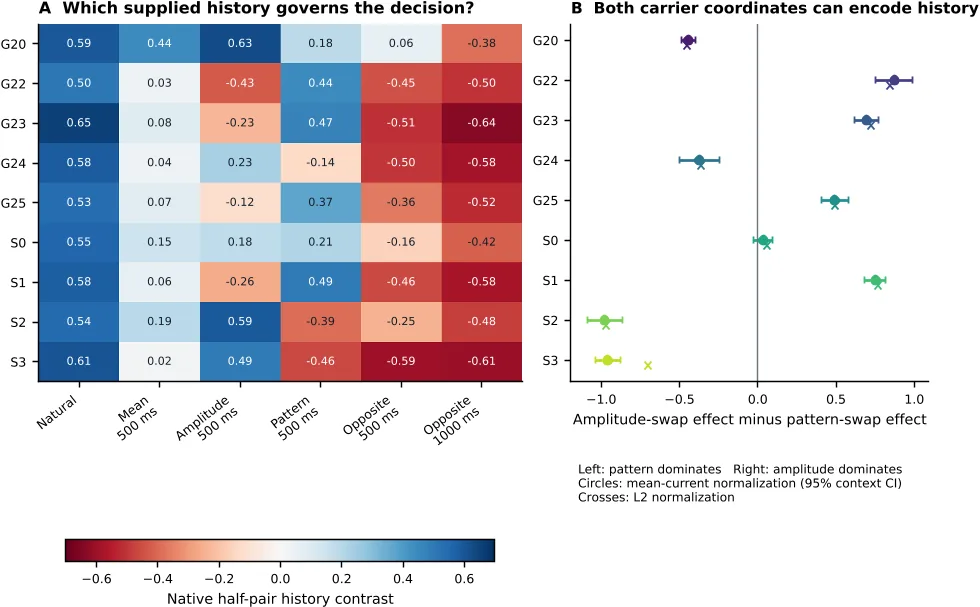 A Which supplied history governs the decision?
G20 0.59 0.44 0.63 0.18 0.06 -0.38
G22 0.50 0.03 -0.43 0.44 -0.45 -0.50
G23 0.65 0.08 -0.23 0.47 -0.51 -0.64
G24 0.58 0.04 0.23 -0.14 -0.50 -0.58
G25 0.53 0.07 -0.12 0.37 -0.36 -0.52
S0 0.55 0.15 0.18 0.21 -0.16 -0.42
S1 0.58 0.06 -0.26 0.49 -0.46 -0.58
S2 0.54 0.19 0.59 -0.39 -0.25 -0.48
S3 0.61 0.02 0.49 -0.46 -0.59 -0.61
Natural
Mean
500 ms
Amplitude
500 ms
Pattern
500 ms
Opposite
500 ms
Opposite
1000 ms
−0.6 −0.4 −0.2 0.0 0.2 0.4 0.6
Native half-pair history contrast
B Both carrier coordinates can encode history
G20
G22
G23
G24
G25
S0
S1
S2
S3
−1.0 −0.5 0.0 0.5 1.0
Amplitude-swap effect minus pattern-swap effect
Left: pattern dominates Right: amplitude dominates
Circles: mean-current normalization (95% context CI)
Crosses: L2 normalization